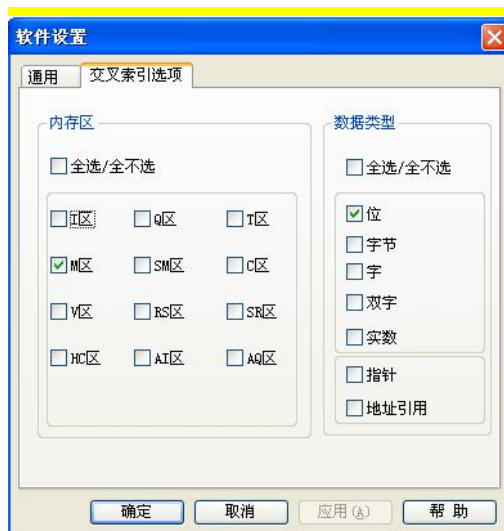 软件设置
通用 交叉索引选项
内存区 数据类型
全选/全不选 全选/全不选
I区 Q区 T区 位
字节
M区 SM区 C区 字
V区 RS区 SR区 双字
实数
HC区 AI区 AQ区 指针
地址引用
确定 取消 应用(A) 帮助